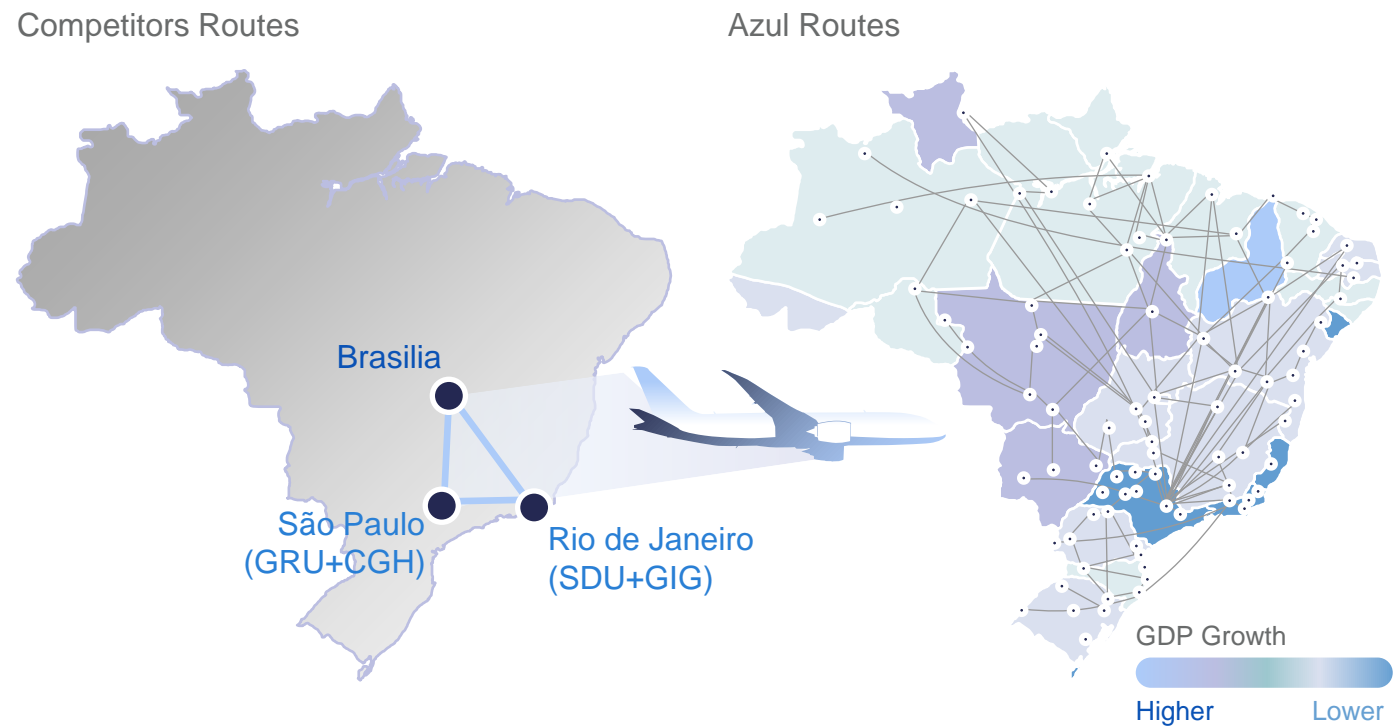 Competitors Routes
Azul Routes
Brasilia
São Paulo
(GRU+CGH)
Rio de Janeiro
(SDU+GIG)
GDP Growth
Higher
Lower